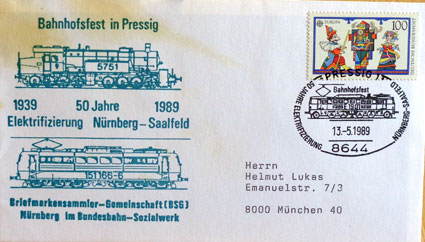 Bahnhofsfest in Pressig
5751
1939 50 Jahre 1989
Elektrifizierung Nürnberg-Saalfeld
151166-6
Briefmarkensammler-Gemeinschaft (BSG)
Nürnberg im Bundesbahn-Sozialwerk
EUROPA
100
PRESSIG 1
Bahnhofsfest
50 JAHRE ELEKTRIFIZIERUNG
NÜRNBERG-SAALFELD
13.-5.1989
8644
Herrn
Helmut Lukas
Emanuelstr. 7/3
8000 München 40